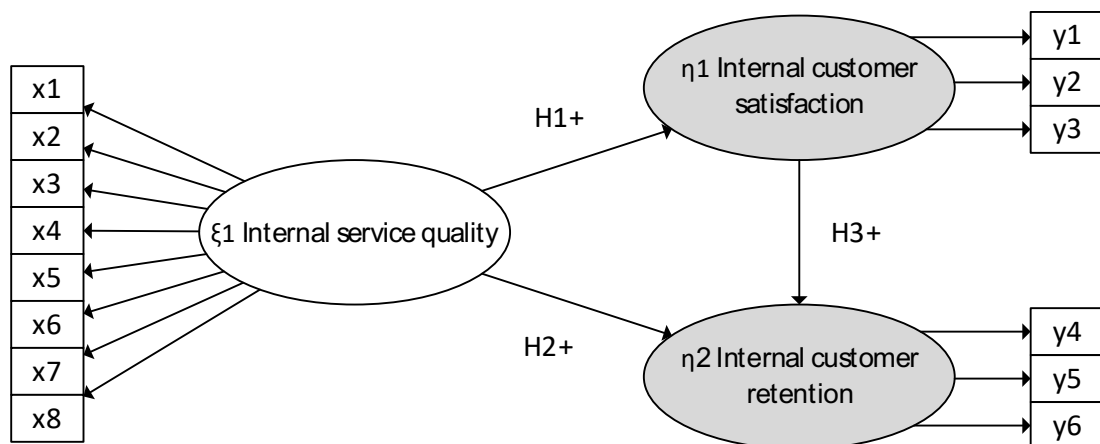 x1
x2
x3
x4
x5
x6
x7
x8
ξ1 Internal service quality
H1+
H2+
η1 Internal customer
satisfaction
H3+
η2 Internal customer
retention
y1
y2
y3
y4
y5
y6